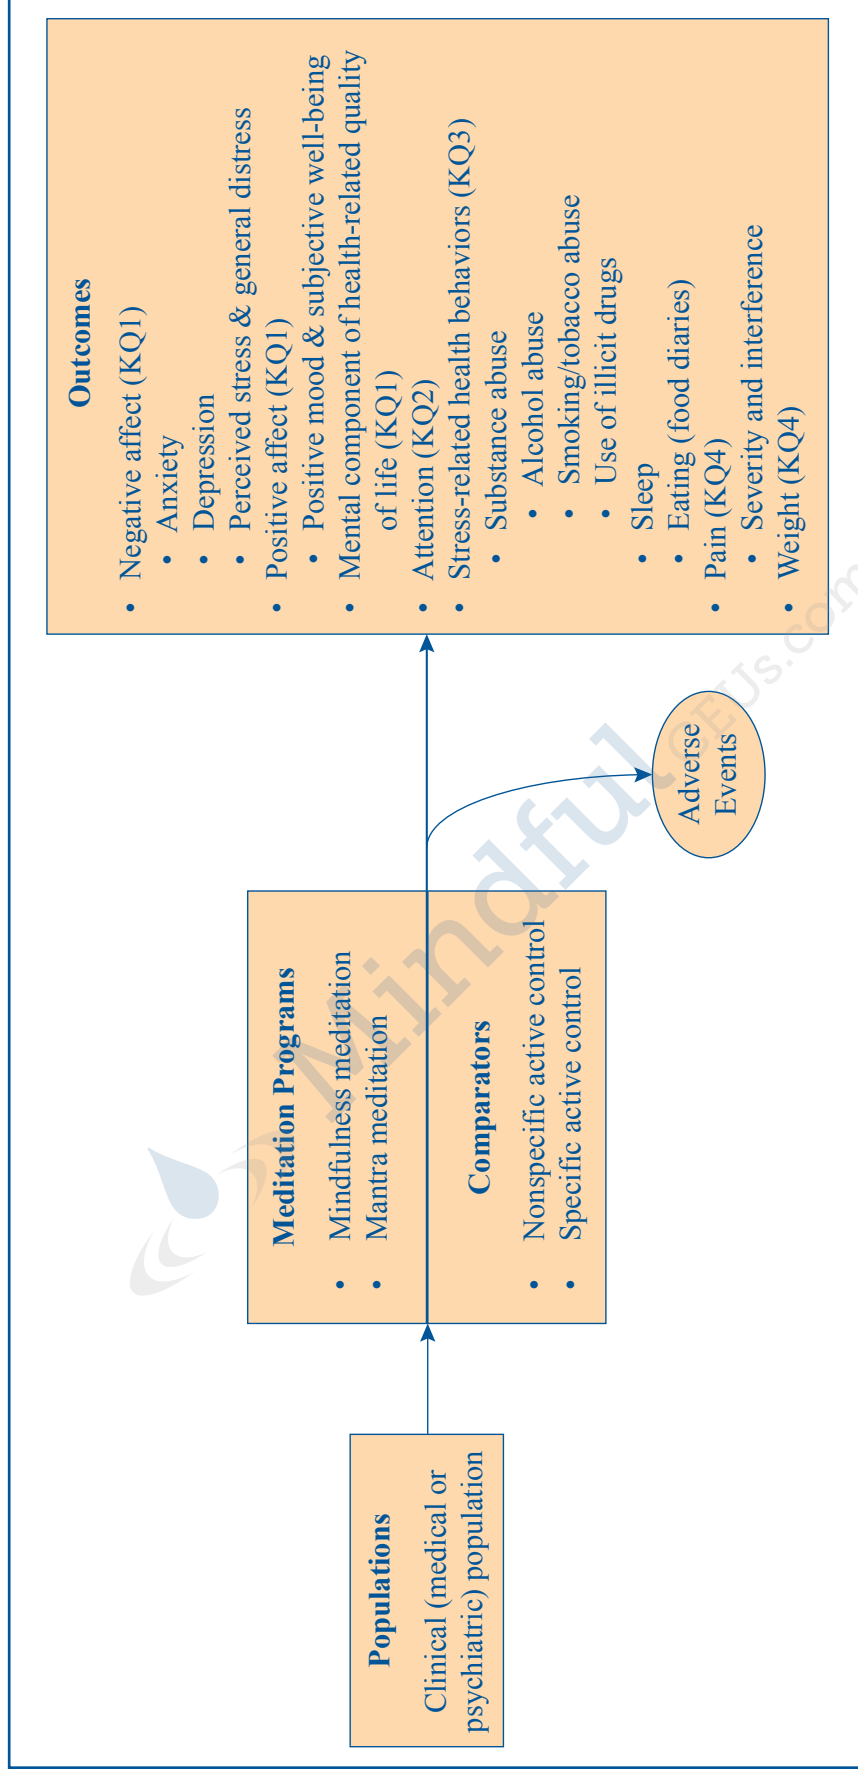 Populations
Clinical (medical or
psychiatric) population
Meditation Programs
• Mindfulness meditation
• Mantra meditation
Comparators
• Nonspecific active control
• Specific active control
Adverse
Events
Outcomes
• Negative affect (KQ1)
• Anxiety
• Depression
• Perceived stress & general distress
• Positive affect (KQ1)
• Positive mood & subjective well-being
• Mental component of health-related quality
of life (KQ1)
• Attention (KQ2)
• Stress-related health behaviors (KQ3)
• Substance abuse
• Alcohol abuse
• Smoking/tobacco abuse
• Use of illicit drugs
• Sleep
• Eating (food diaries)
• Pain (KQ4)
• Severity and interference
• Weight (KQ4)
MindfulCEUs.com